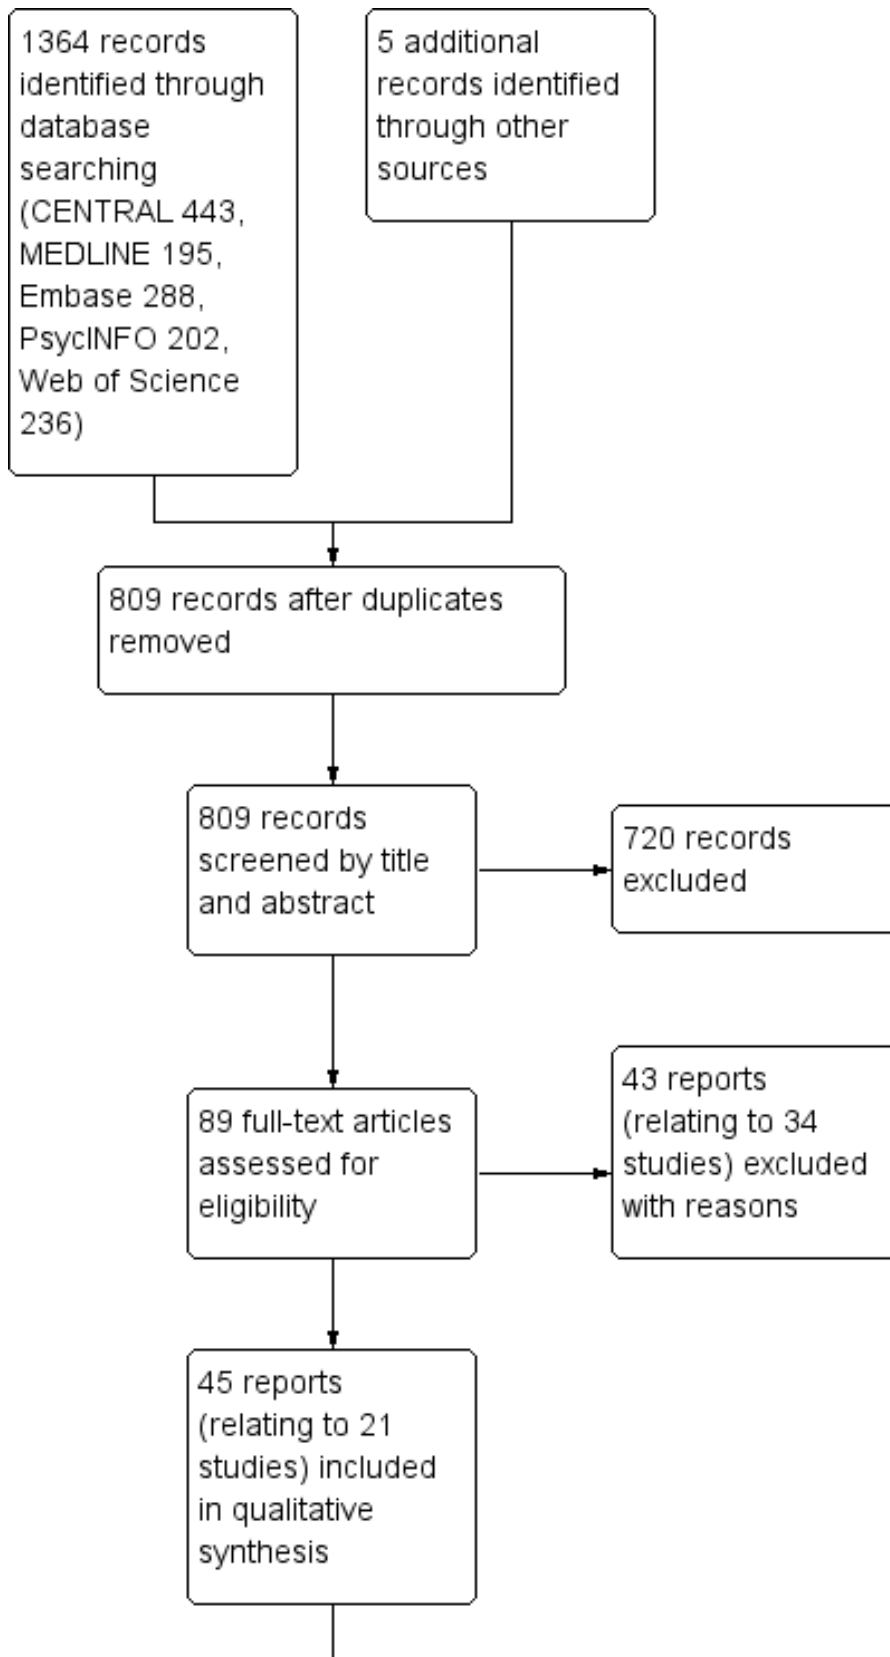 1364 records
identified through
database
searching
(CENTRAL 443,
MEDLINE 195,
Embase 288,
PsycINFO 202,
Web of Science
236)
5 additional
records identified
through other
sources
809 records after duplicates
removed
809 records
screened by title
and abstract
720 records
excluded
89 full-text articles
assessed for
eligibility
43 reports
(relating to 34
studies) excluded
with reasons
45 reports
(relating to 21
studies) included
in qualitative
synthesis